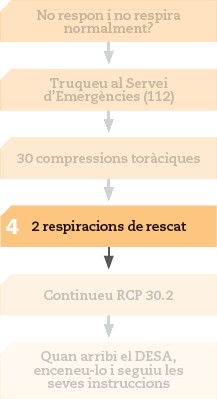 No respon i no respira
normalment?
Truqueu al Servei
d'Emergències (112)
30 compressions toràciques
4 2 respiracions de rescat
Continueu RCP 30.2
Quan arribi el DESA,
enceneu-lo i seguiu les
seves instruccions